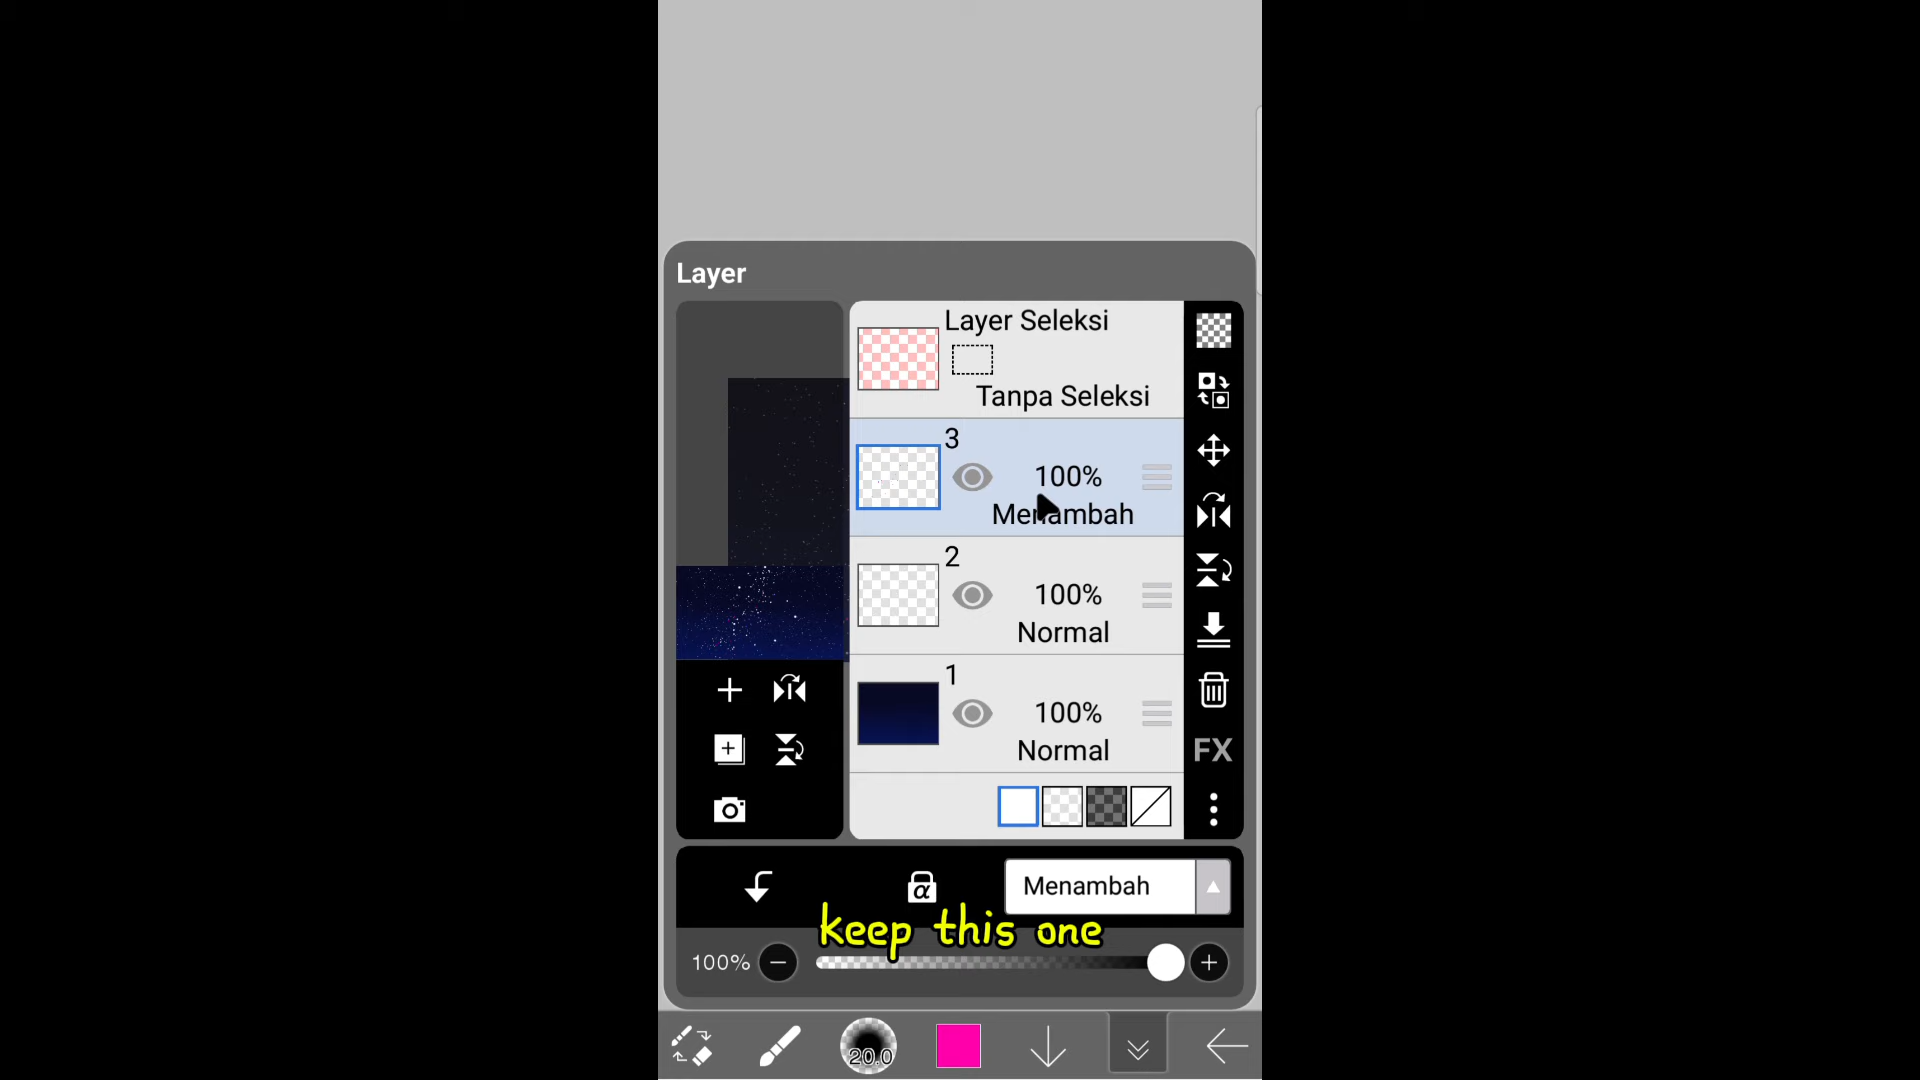 Layer
Layer Seleksi
Tanpa Seleksi
3
100%
Menambah
2
100%
Normal
1
100%
Normal
FX
α
Menambah
keep this one
100%
20.0